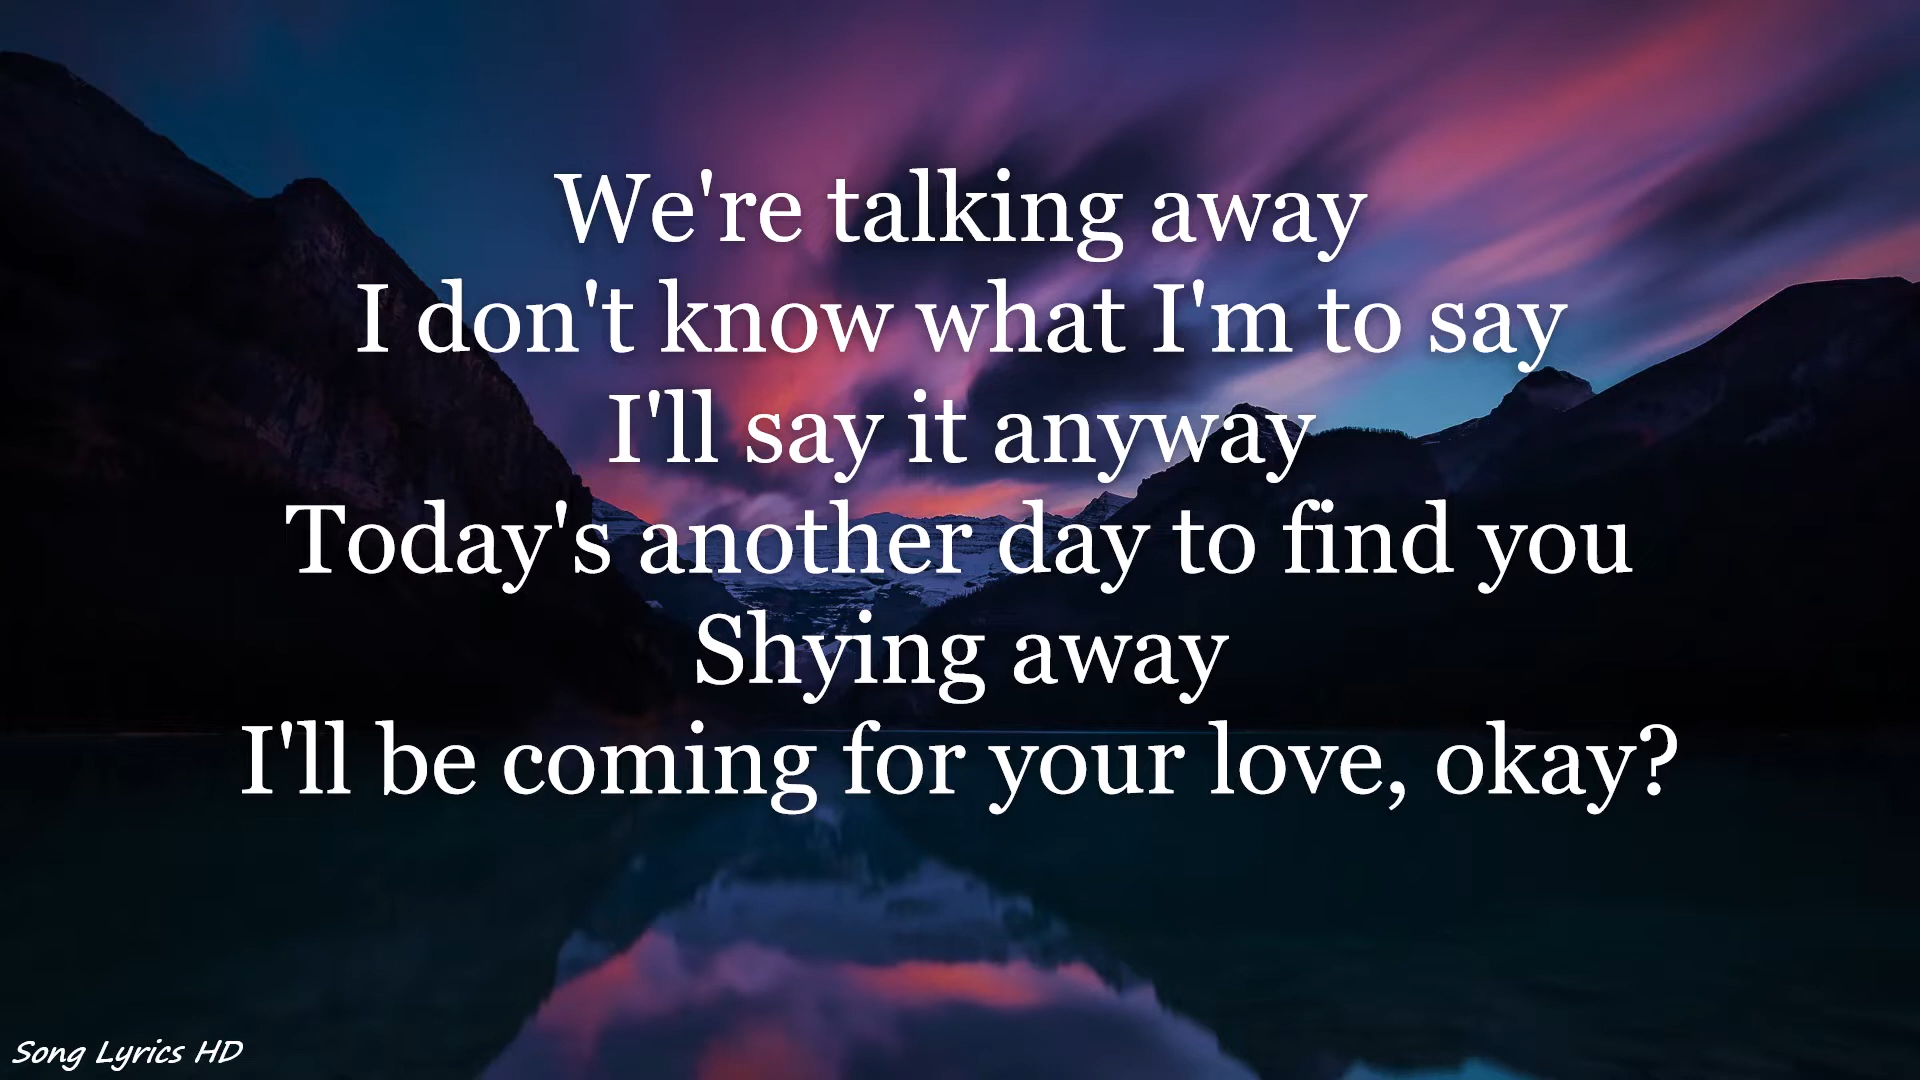 We're talking away
I don't know what I'm to say
I'll say it anyway
Today's another day to find you
Shying away
I'll be coming for your love, okay?
Song Lyrics HD